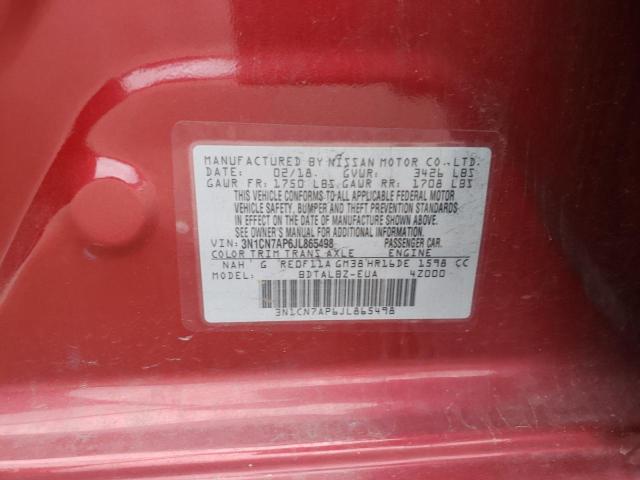 MANUFACTURED BY NISSAN MOTOR CO.,LTD.
DATE: 02/18 GVWR: 3426 LBS
GAWR FR: 1750 LBS GAWR RR: 1708 LBS
THIS VEHICLE CONFORMS TO ALL APPLICABLE FEDERAL MOTOR
VEHICLE SAFETY, BUMPER AND THEFT PREVENTION STANDARDS
IN EFFECT ON THE DATE OF MANUFACTURE SHOWN ABOVE.
SEE OWNER'S MANUAL FOR ADDITIONAL INFORMATION.
VIN: 3N1CN7AP6JL865498 PASSENGER CAR.
COLOR TRIM TRANS AXLE ENGINE
NAH G RE0F11A GM38 HR16DE 1598 CC
MODEL: BDTALBZ-EUA 4Z000
3N1CN7AP6JL865498